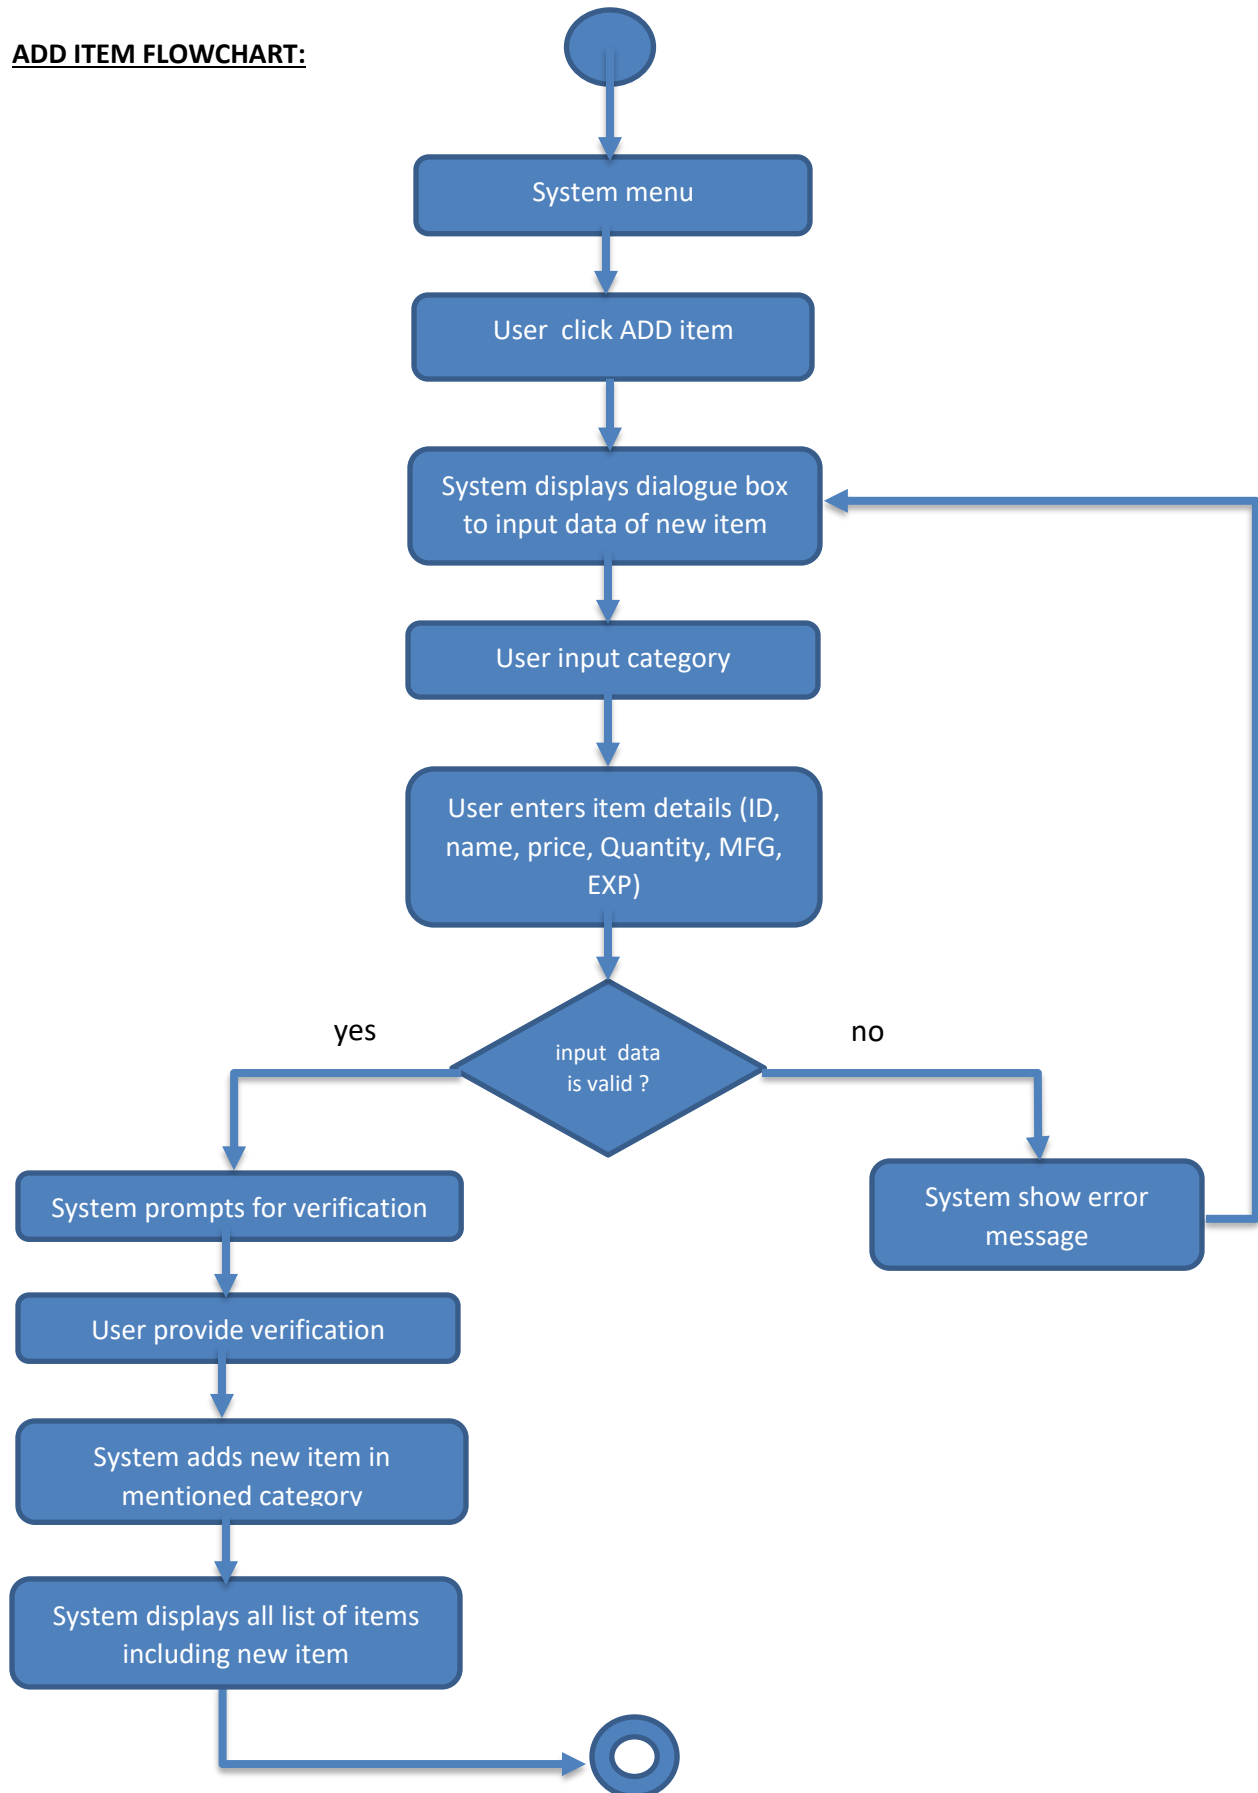 ADD ITEM FLOWCHART:
System menu
User  click ADD item
System displays dialogue box
to input data of new item
User input category
User enters item details (ID,
name, price, Quantity, MFG,
EXP)
yes
input  data
is valid ?
no
System prompts for verification
System show error
message
User provide verification
System adds new item in
mentioned category
System displays all list of items
including new item